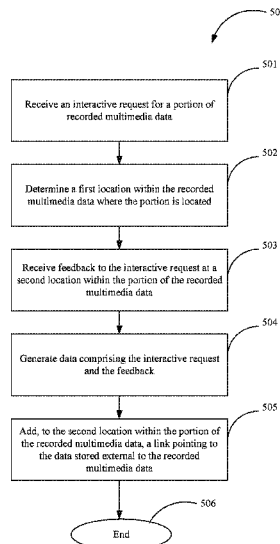 50
501
Receive an interactive request for a portion of
recorded multimedia data
502
Determine a first location within the recorded
multimedia data where the portion is located
503
Receive feedback to the interactive request at a
second location within the portion of the recorded
multimedia data
504
Generate data comprising the interactive request
and the feedback
505
Add, to the second location within the portion of
the recorded multimedia data, a link pointing to
the data stored external to the recorded
multimedia data
506
End